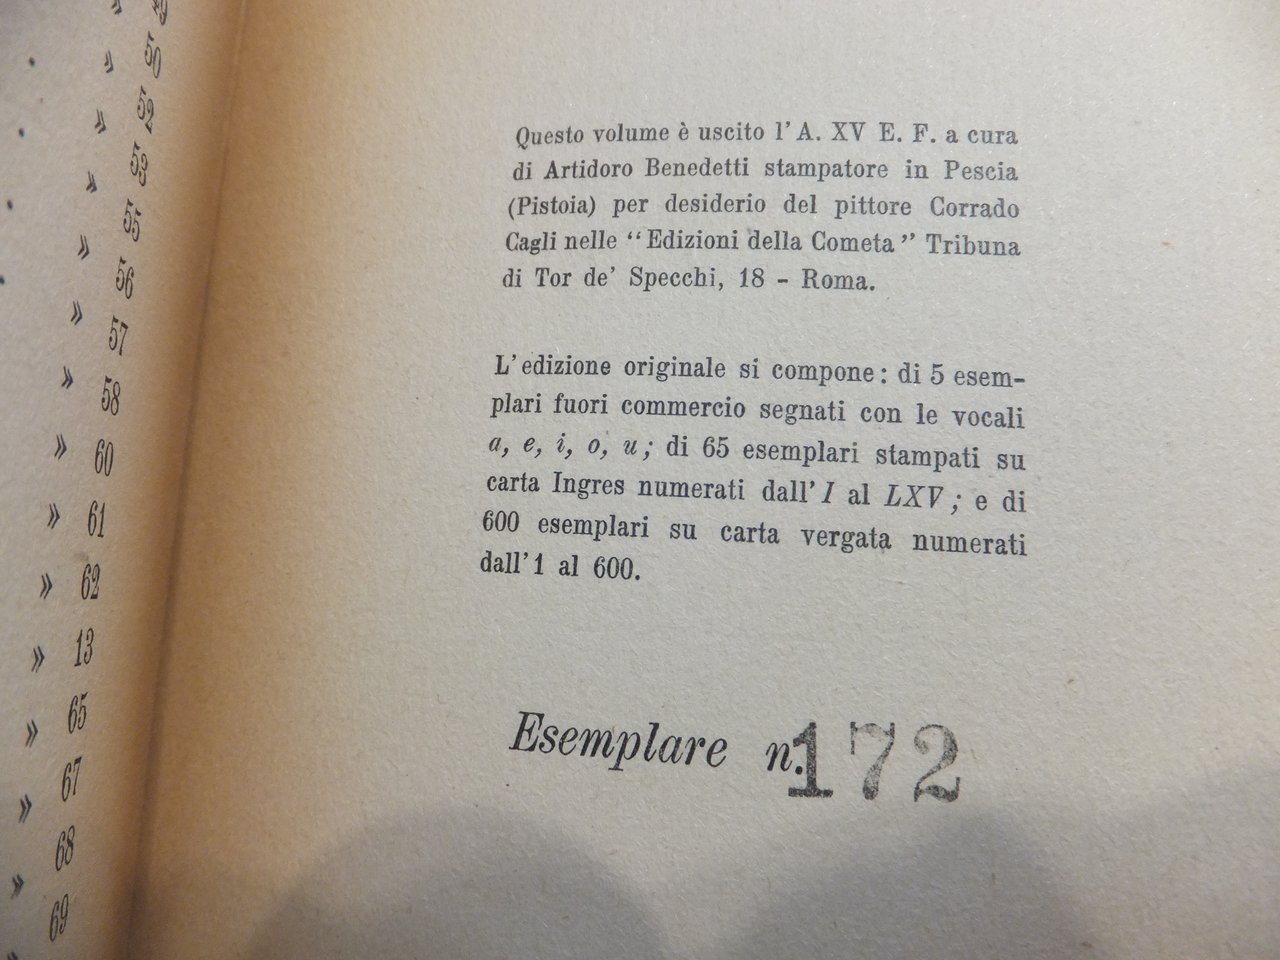 49
» 50
» 52
» 53
» 55
» 56
» 57
» 58
» 60
» 61
» 62
» 13
» 65
» 67
» 68
» 69
Questo volume è uscito l'A. XV E. F. a cura
di Artidoro Benedetti stampatore in Pescia
(Pistoia) per desiderio del pittore Corrado
Cagli nelle “Edizioni della Cometa” Tribuna
di Tor de' Specchi, 18 - Roma.
L'edizione originale si compone: di 5 esem-
plari fuori commercio segnati con le vocali
a, e, i, o, u; di 65 esemplari stampati su
carta Ingres numerati dall'I al LXV; e di
600 esemplari su carta vergata numerati
dall'1 al 600.
Esemplare n. 172